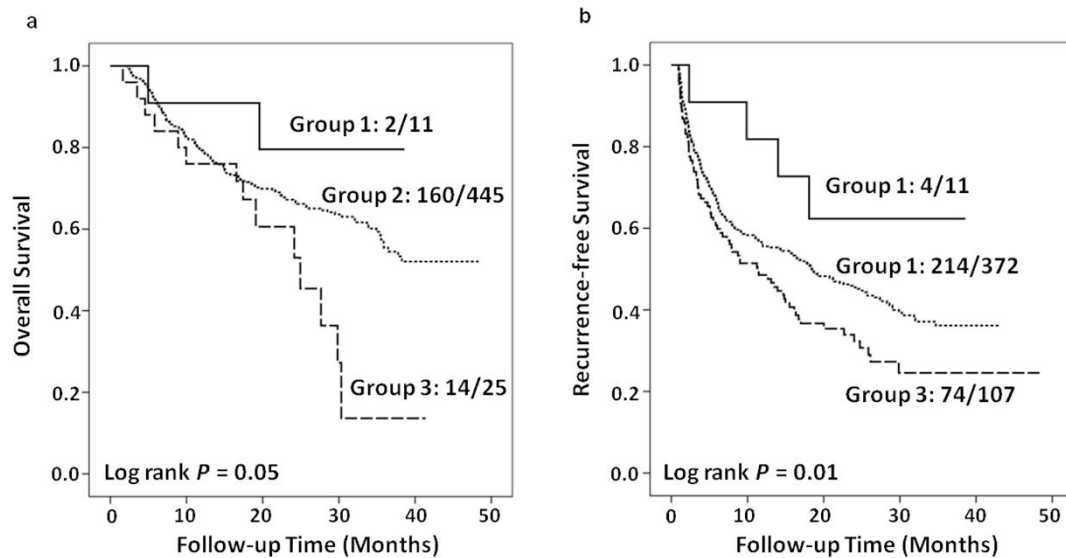 a
Overall Survival
1.0
0.8
0.6
0.4
0.2
0.0
Group 1: 2/11
Group 2: 160/445
Group 3: 14/25
Log rank P = 0.05
0 10 20 30 40 50
Follow-up Time (Months)
b
Recurrence-free Survival
1.0
0.8
0.6
0.4
0.2
0.0
Group 1: 4/11
Group 1: 214/372
Group 3: 74/107
Log rank P = 0.01
0 10 20 30 40 50
Follow-up Time (Months)